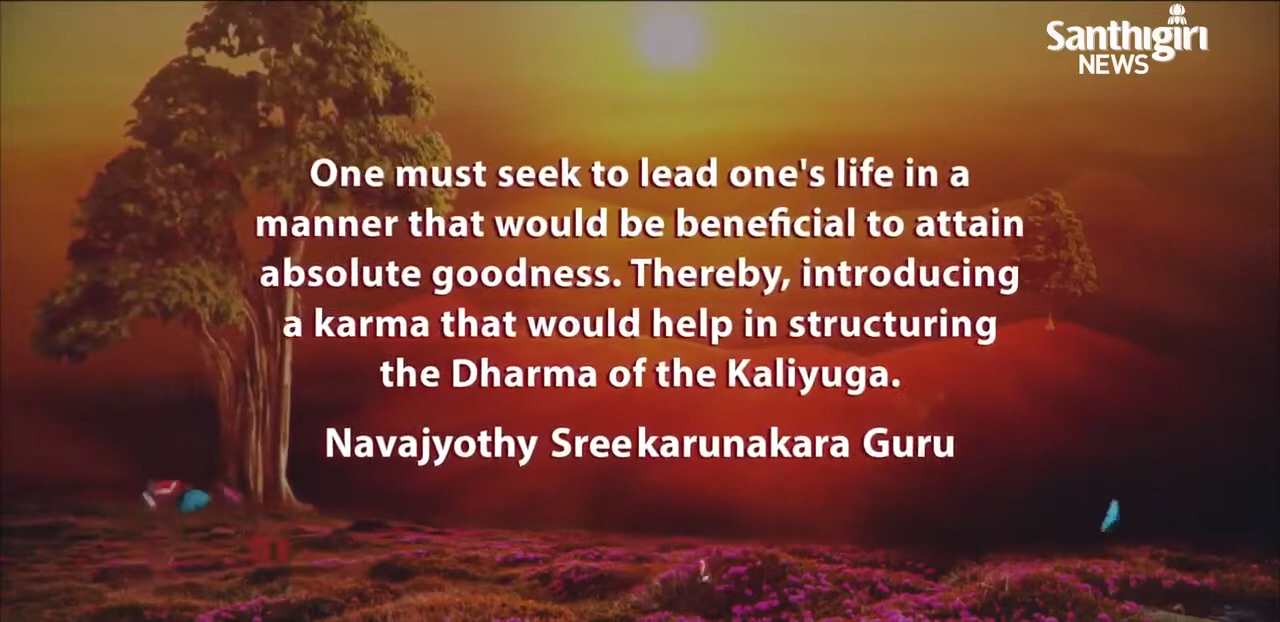 Santhigiri
NEWS
One must seek to lead one's life in a
manner that would be beneficial to attain
absolute goodness. Thereby, introducing
a karma that would help in structuring
the Dharma of the Kaliyuga.
Navajyothy Sreekarunakara Guru